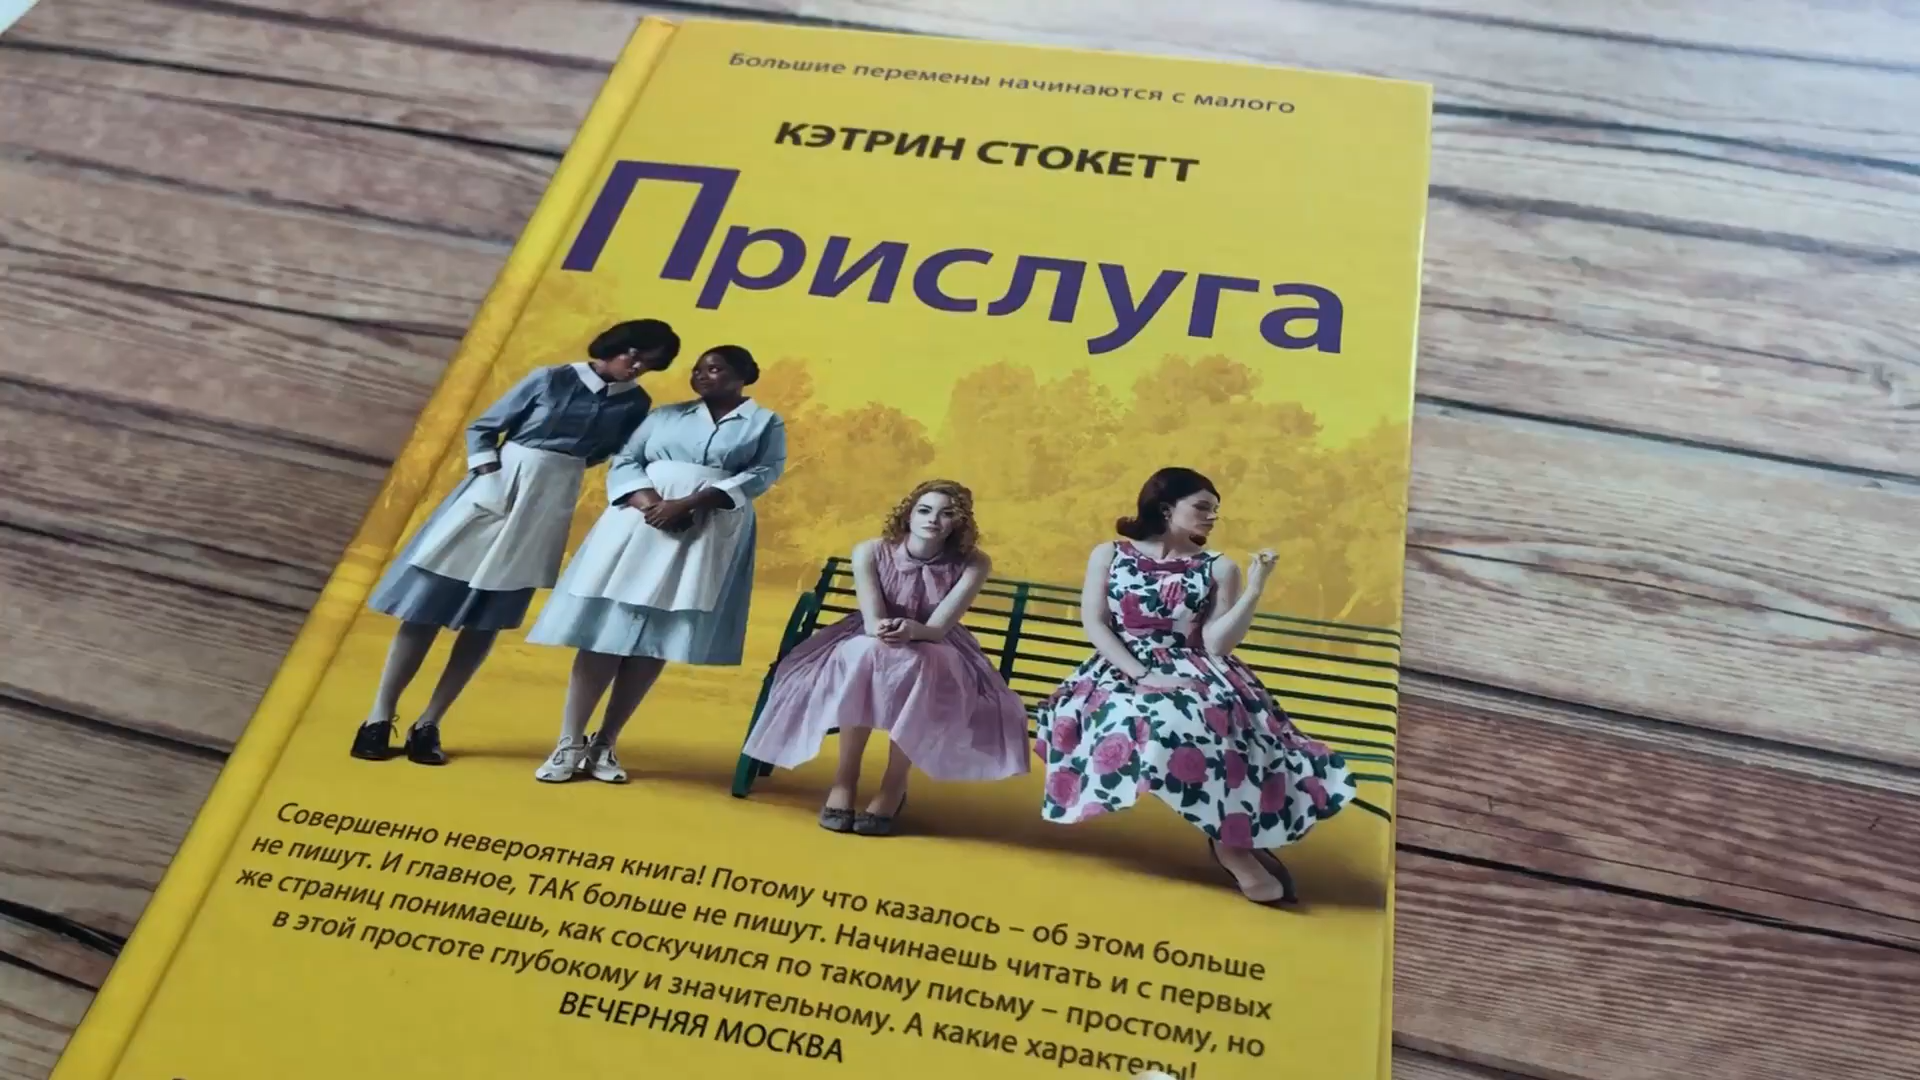 Большие перемены начинаются с малого
КЭТРИН СТОКЕТТ
Прислуга
Совершенно невероятная книга! Потому что казалось – об этом больше
не пишут. И главное, ТАК больше не пишут. Начинаешь читать и с первых
же страниц понимаешь, как соскучился по такому письму – простому, но
в этой простоте глубокому и значительному. А какие характеры!
ВЕЧЕРНЯЯ МОСКВА